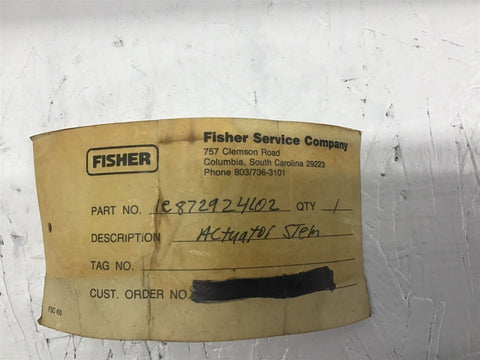 FISHER
Fisher Service Company
757 Clemson Road
Columbia, South Carolina 29223
Phone 803/736-3101
PART NO. 1e872924102 QTY 1
DESCRIPTION Actuator Stem
TAG NO.
CUST. ORDER NO.